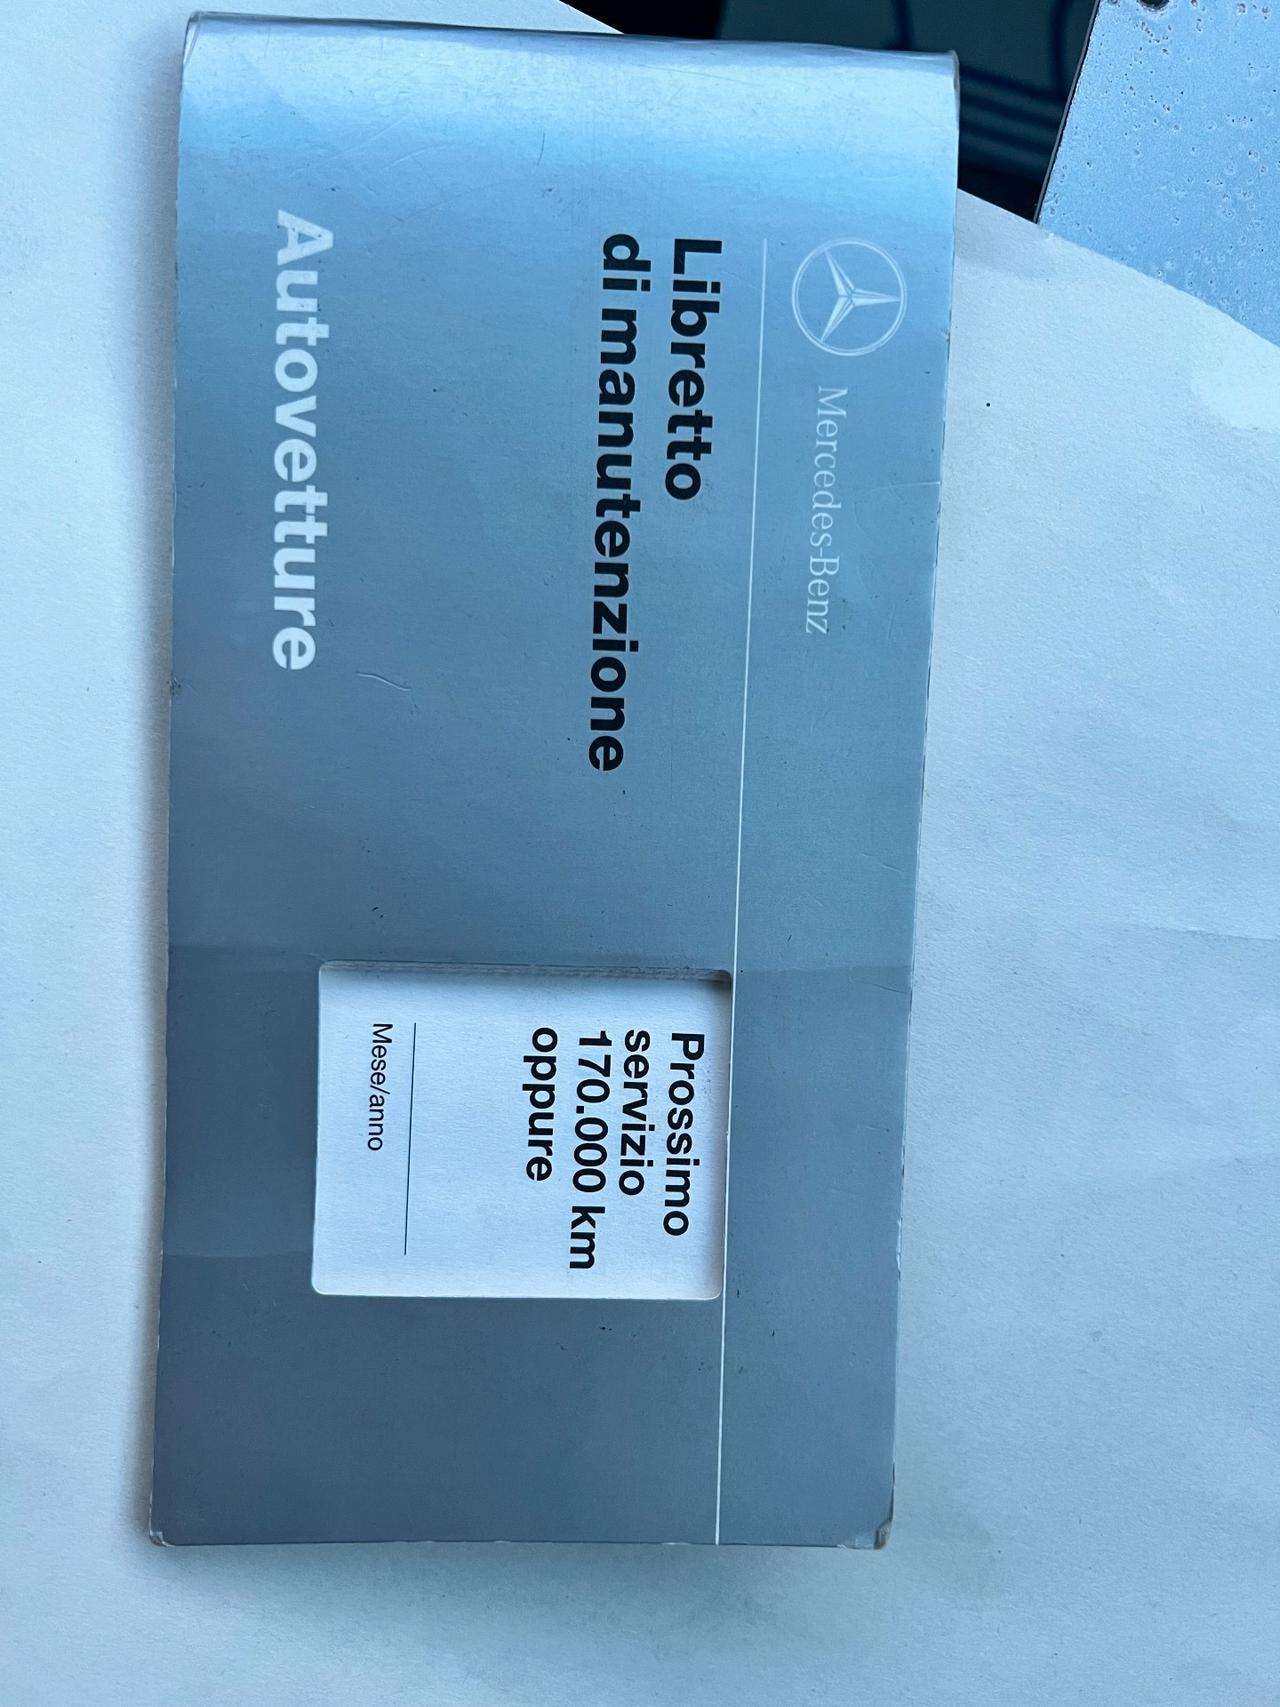 Mercedes-Benz
Libretto
di manutenzione
Autovetture
Prossimo
servizio
170.000 km
oppure
Mese/anno